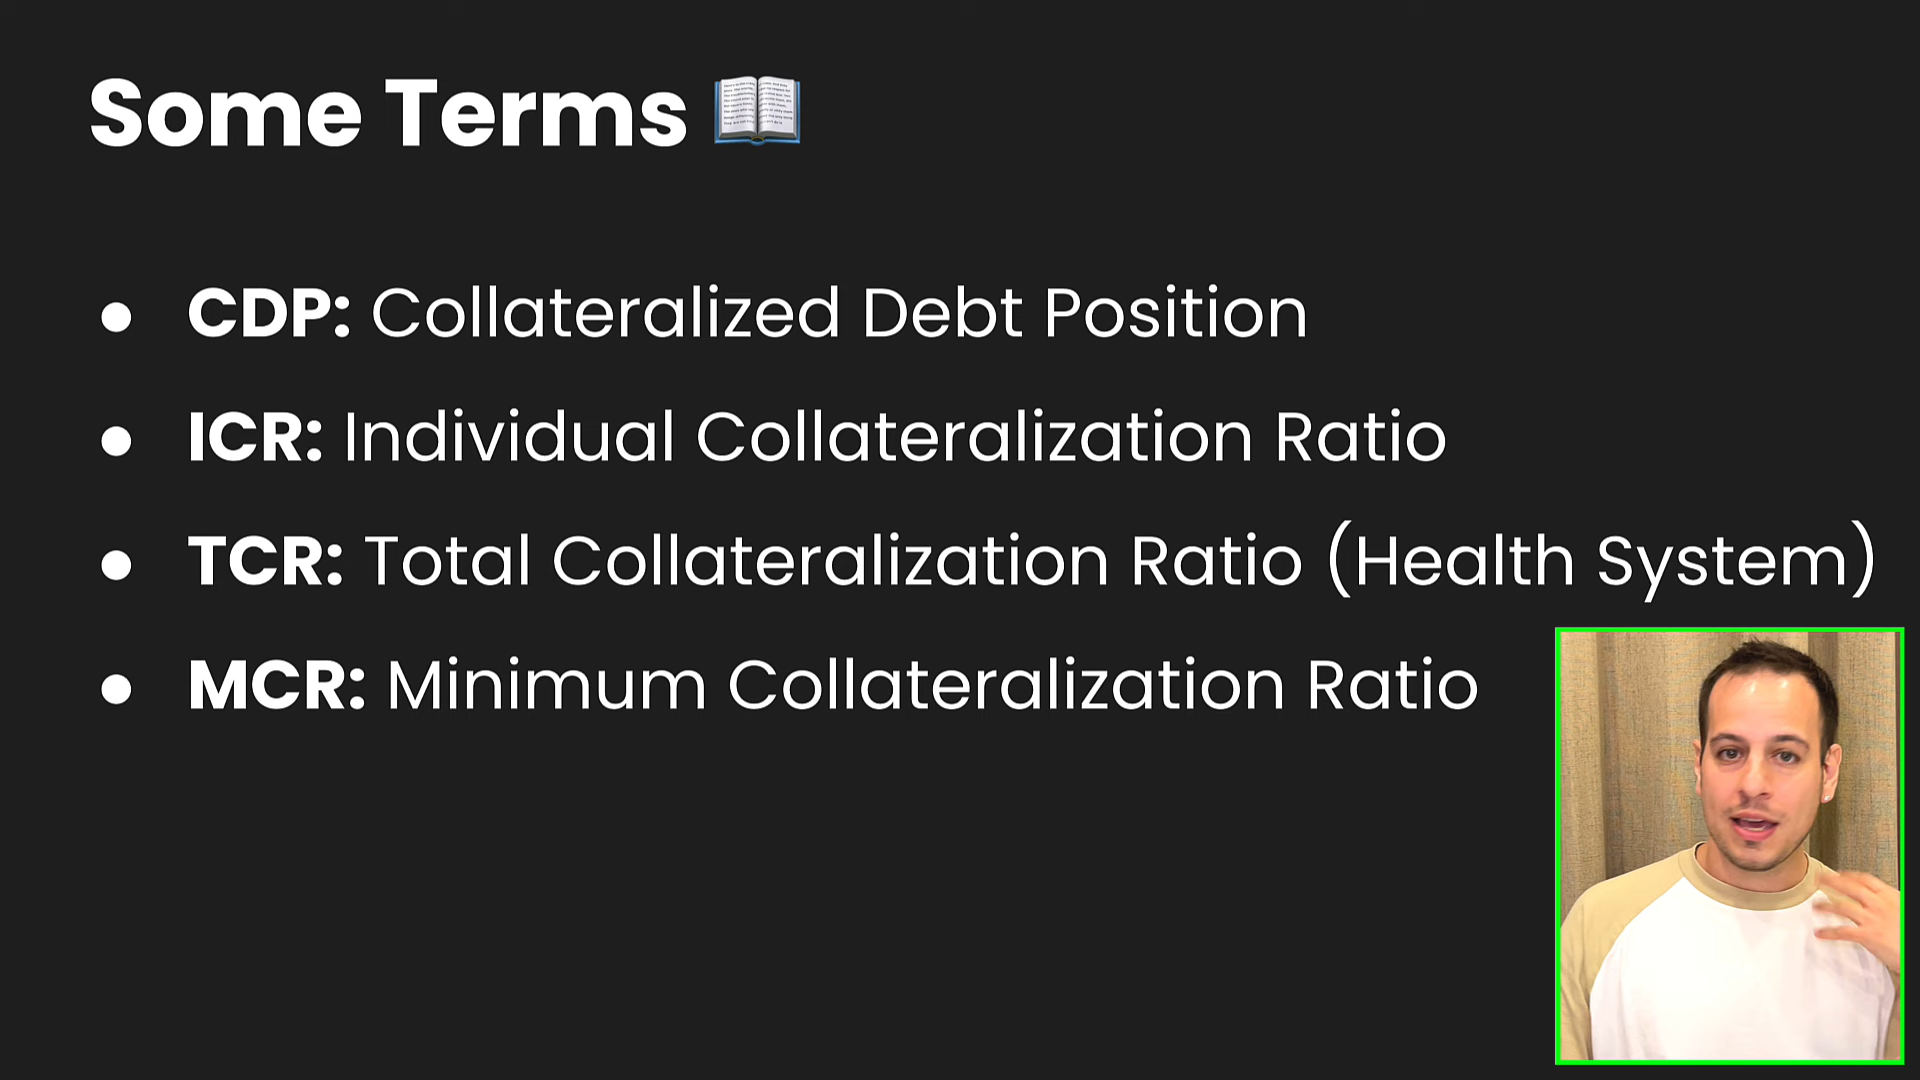 Some Terms 📖
● CDP: Collateralized Debt Position
● ICR: Individual Collateralization Ratio
● TCR: Total Collateralization Ratio (Health System)
● MCR: Minimum Collateralization Ratio